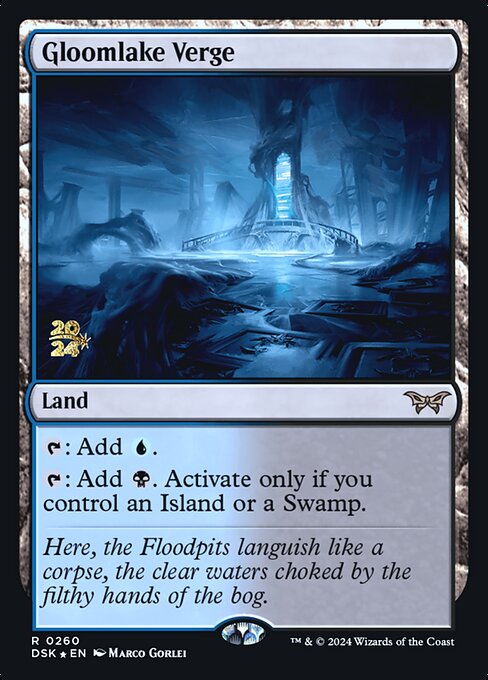 Gloomlake Verge
2024
Land
: Add .
: Add . Activate only if you
control an Island or a Swamp.
Here, the Floodpits languish like a
corpse, the clear waters choked by the
filthy hands of the bog.
R 0260
DSK ★ EN Marco Gorlei
™ & © 2024 Wizards of the Coast